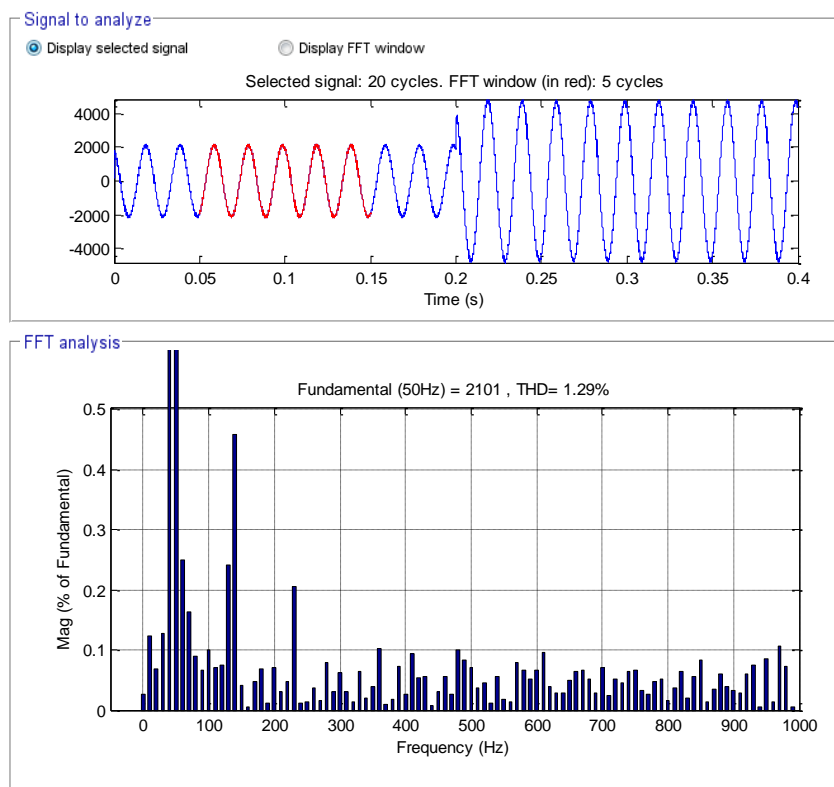 Signal to analyze
Display selected signal
Display FFT window
Selected signal: 20 cycles. FFT window (in red): 5 cycles
4000
2000
0
-2000
-4000
0 0.05 0.1 0.15 0.2 0.25 0.3 0.35 0.4
Time (s)
FFT analysis
Fundamental (50Hz) = 2101 , THD= 1.29%
Mag (% of Fundamental)
0.5
0.4
0.3
0.2
0.1
0
0 100 200 300 400 500 600 700 800 900 1000
Frequency (Hz)